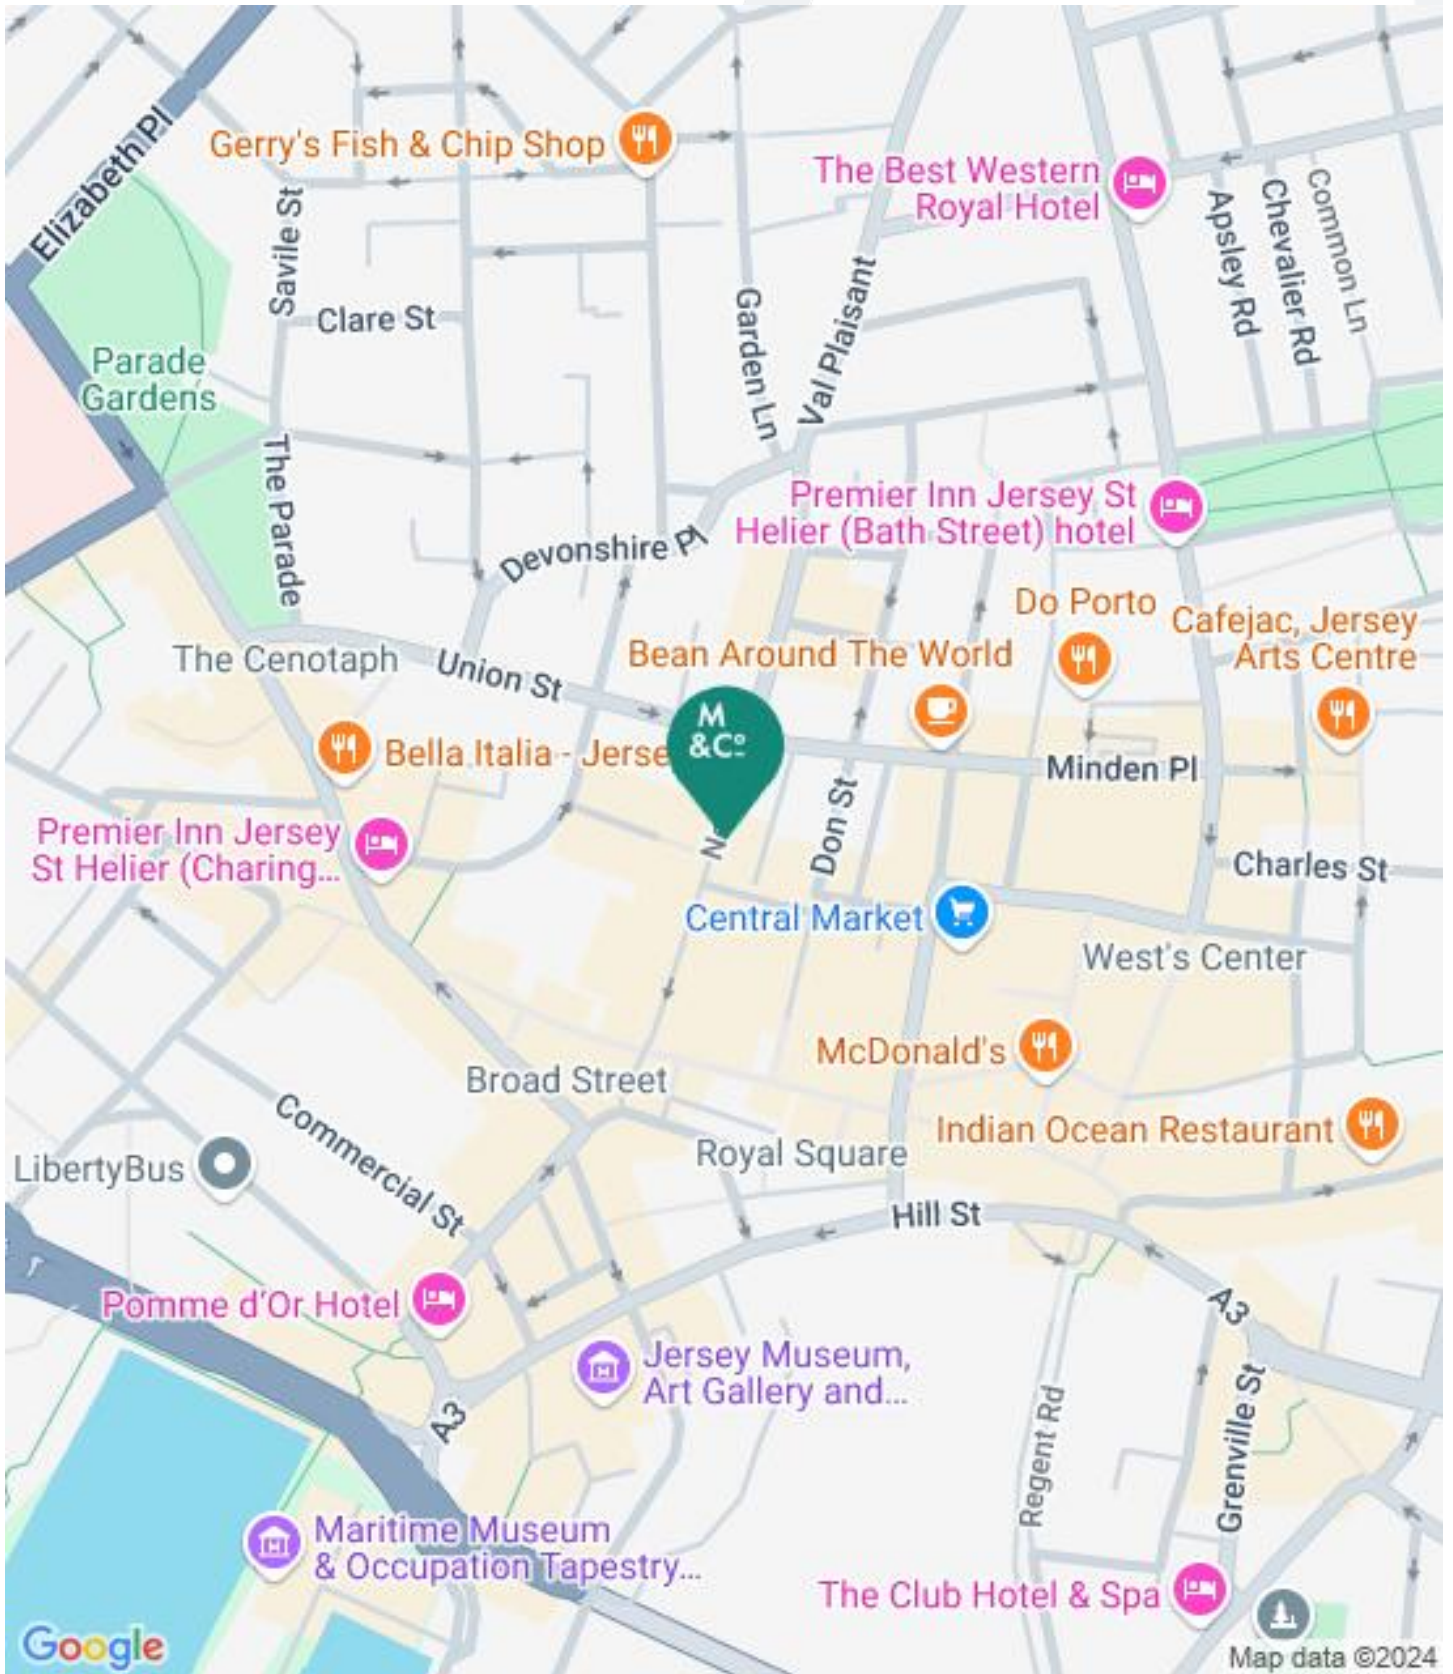 Elizabeth Pl
Gerry's Fish & Chip Shop
The Best Western
Royal Hotel
Savile St
Clare St
Garden Ln
Val Plaisant
Apsley Rd
Chevalier Rd
Common Ln
Parade
Gardens
The Parade
Premier Inn Jersey St
Helier (Bath Street) hotel
Devonshire Pl
The Cenotaph
Union St
Bean Around The World
Do Porto
Cafejac, Jersey
Arts Centre
M
&Cº
Bella Italia - Jerse
Minden Pl
Don St
Premier Inn Jersey
St Helier (Charing...
N
Charles St
Central Market
West's Center
McDonald's
Broad Street
Commercial St
Royal Square
Indian Ocean Restaurant
LibertyBus
Hill St
Pomme d'Or Hotel
A3
Jersey Museum,
Art Gallery and...
A3
Regent Rd
Grenville St
Maritime Museum
& Occupation Tapestry...
The Club Hotel & Spa
Google
Map data ©2024